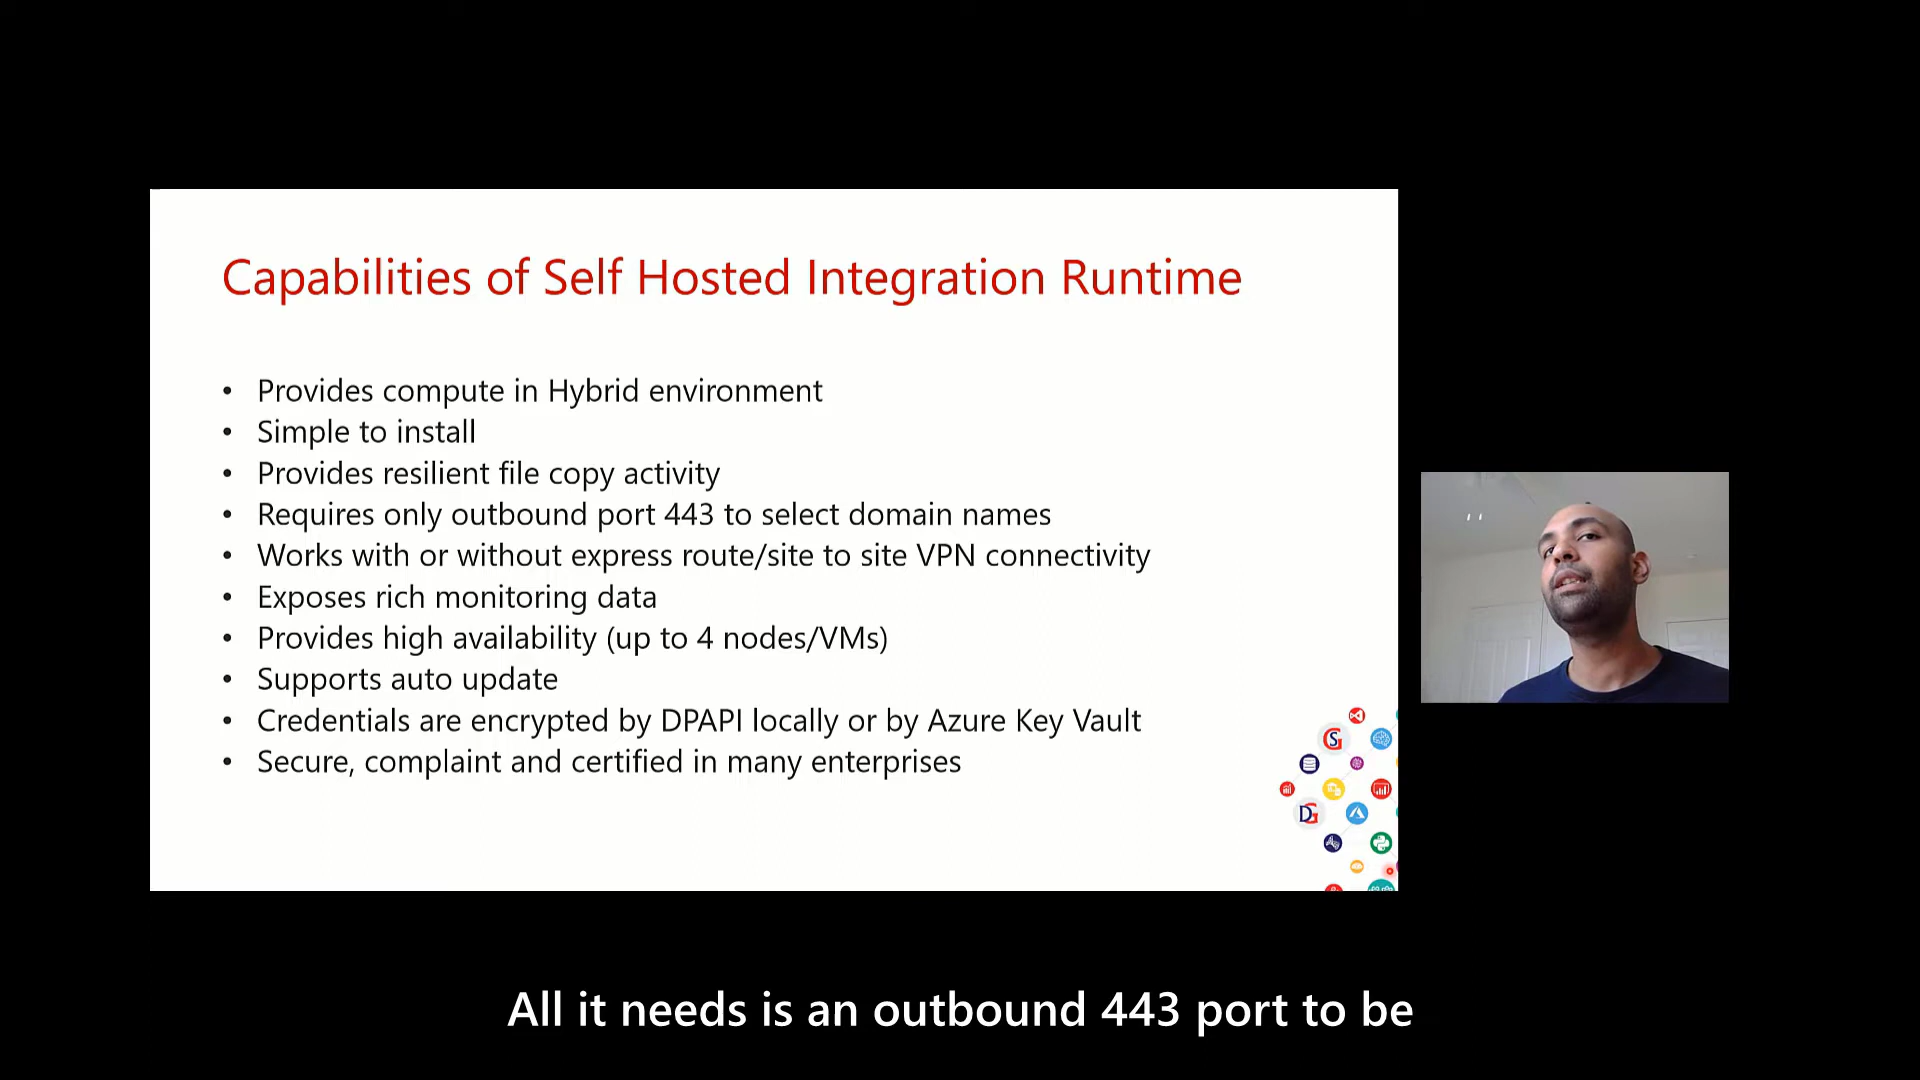 Capabilities of Self Hosted Integration Runtime
• Provides compute in Hybrid environment
• Simple to install
• Provides resilient file copy activity
• Requires only outbound port 443 to select domain names
• Works with or without express route/site to site VPN connectivity
• Exposes rich monitoring data
• Provides high availability (up to 4 nodes/VMs)
• Supports auto update
• Credentials are encrypted by DPAPI locally or by Azure Key Vault
• Secure, complaint and certified in many enterprises
GS
DG
All it needs is an outbound 443 port to be